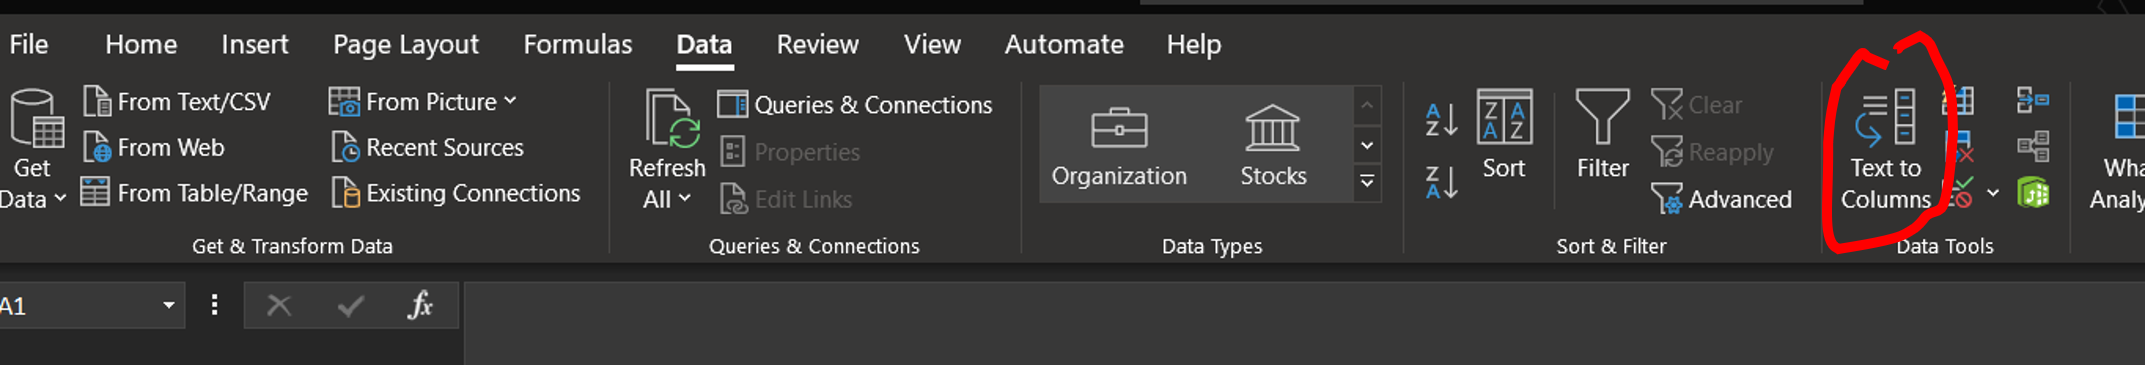 File Home Insert Page Layout Formulas Data Review View Automate Help
Get Data
From Text/CSV
From Web
From Table/Range
From Picture
Recent Sources
Existing Connections
Get & Transform Data
Refresh All
Queries & Connections
Properties
Edit Links
Queries & Connections
Organization
Stocks
Data Types
A Z
Z A
Z A A Z
Sort
Filter
Clear
Reapply
Advanced
Sort & Filter
Text to
Columns
Data Tools
A1
fx